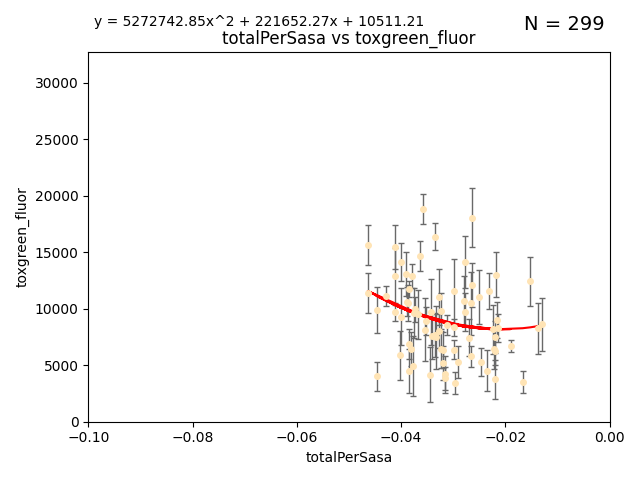 y = 5272742.85x^2 + 221652.27x + 10511.21
N = 299
totalPerSasa vs toxgreen_fluor
30000
25000
20000
15000
10000
5000
0
toxgreen_fluor
−0.10 −0.08 −0.06 −0.04 −0.02 0.00
totalPerSasa